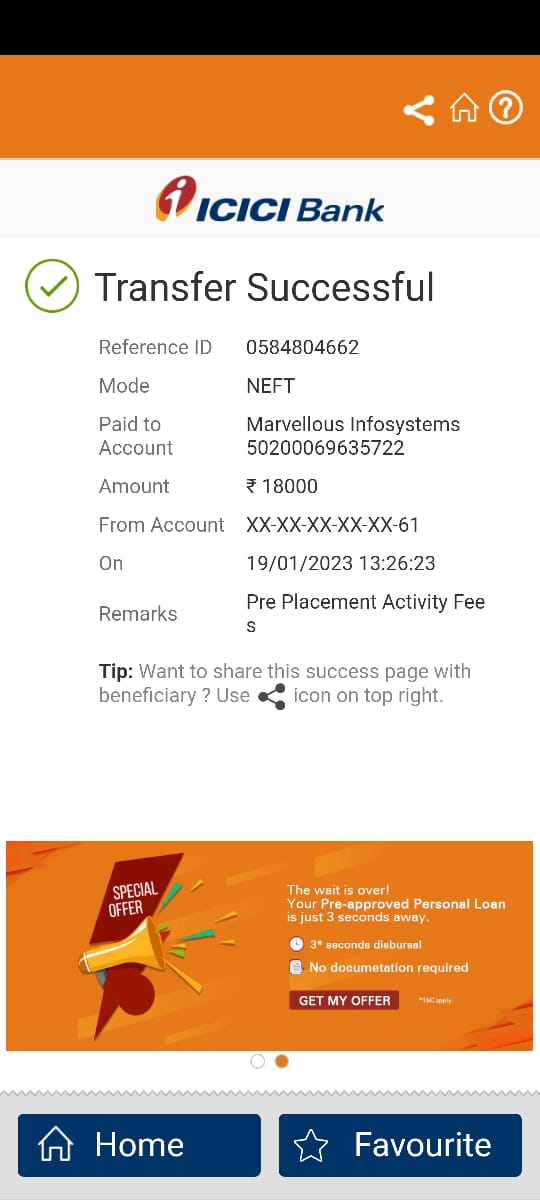 ICICI Bank
Transfer Successful
Reference ID 0584804662
Mode NEFT
Paid to Marvellous Infosystems
Account 50200069635722
Amount ₹ 18000
From Account XX-XX-XX-XX-XX-61
On 19/01/2023 13:26:23
Remarks Pre Placement Activity Fee
s
Tip: Want to share this success page with
beneficiary ? Use icon on top right.
SPECIAL
OFFER
The wait is over!
Your Pre-approved Personal Loan
is just 3 seconds away.
3* seconds disbursal
No documetation required
GET MY OFFER *T&C apply
Home Favourite